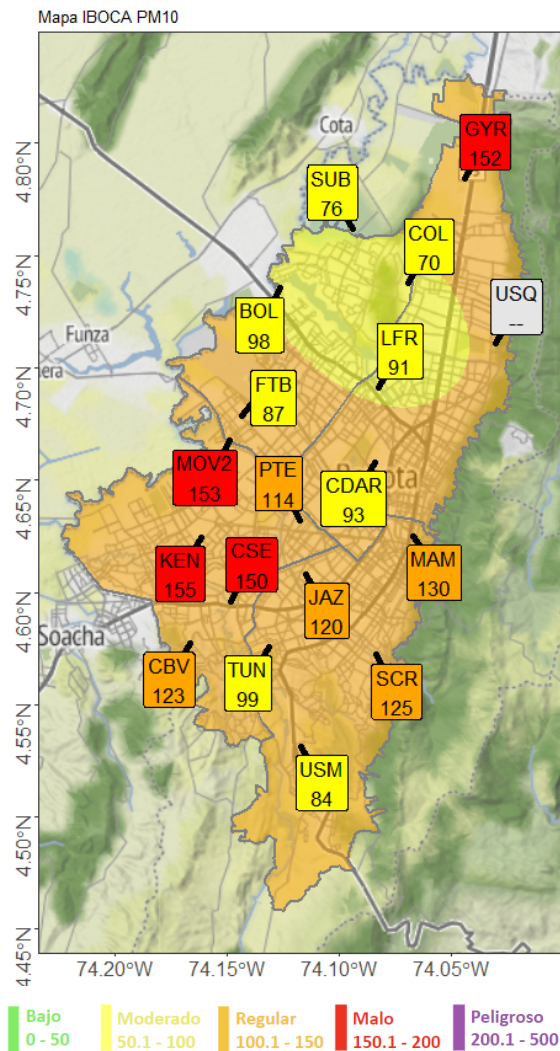 Mapa IBOCA PM10
4.80°N
4.75°N
4.70°N
4.65°N
4.60°N
4.55°N
4.50°N
4.45°N
Cota
GYR
152
SUB
76
COL
70
USQ
--
BOL
98
LFR
91
Funza
era
FTB
87
MOV2
153
PTE
114
CDAR
93
KEN
155
CSE
150
MAM
130
JAZ
120
Soacha
CBV
123
TUN
99
SCR
125
USM
84
74.20°W
74.15°W
74.10°W
74.05°W
Bajo
0 - 50
Moderado
50.1 - 100
Regular
100.1 - 150
Malo
150.1 - 200
Peligroso
200.1 - 500